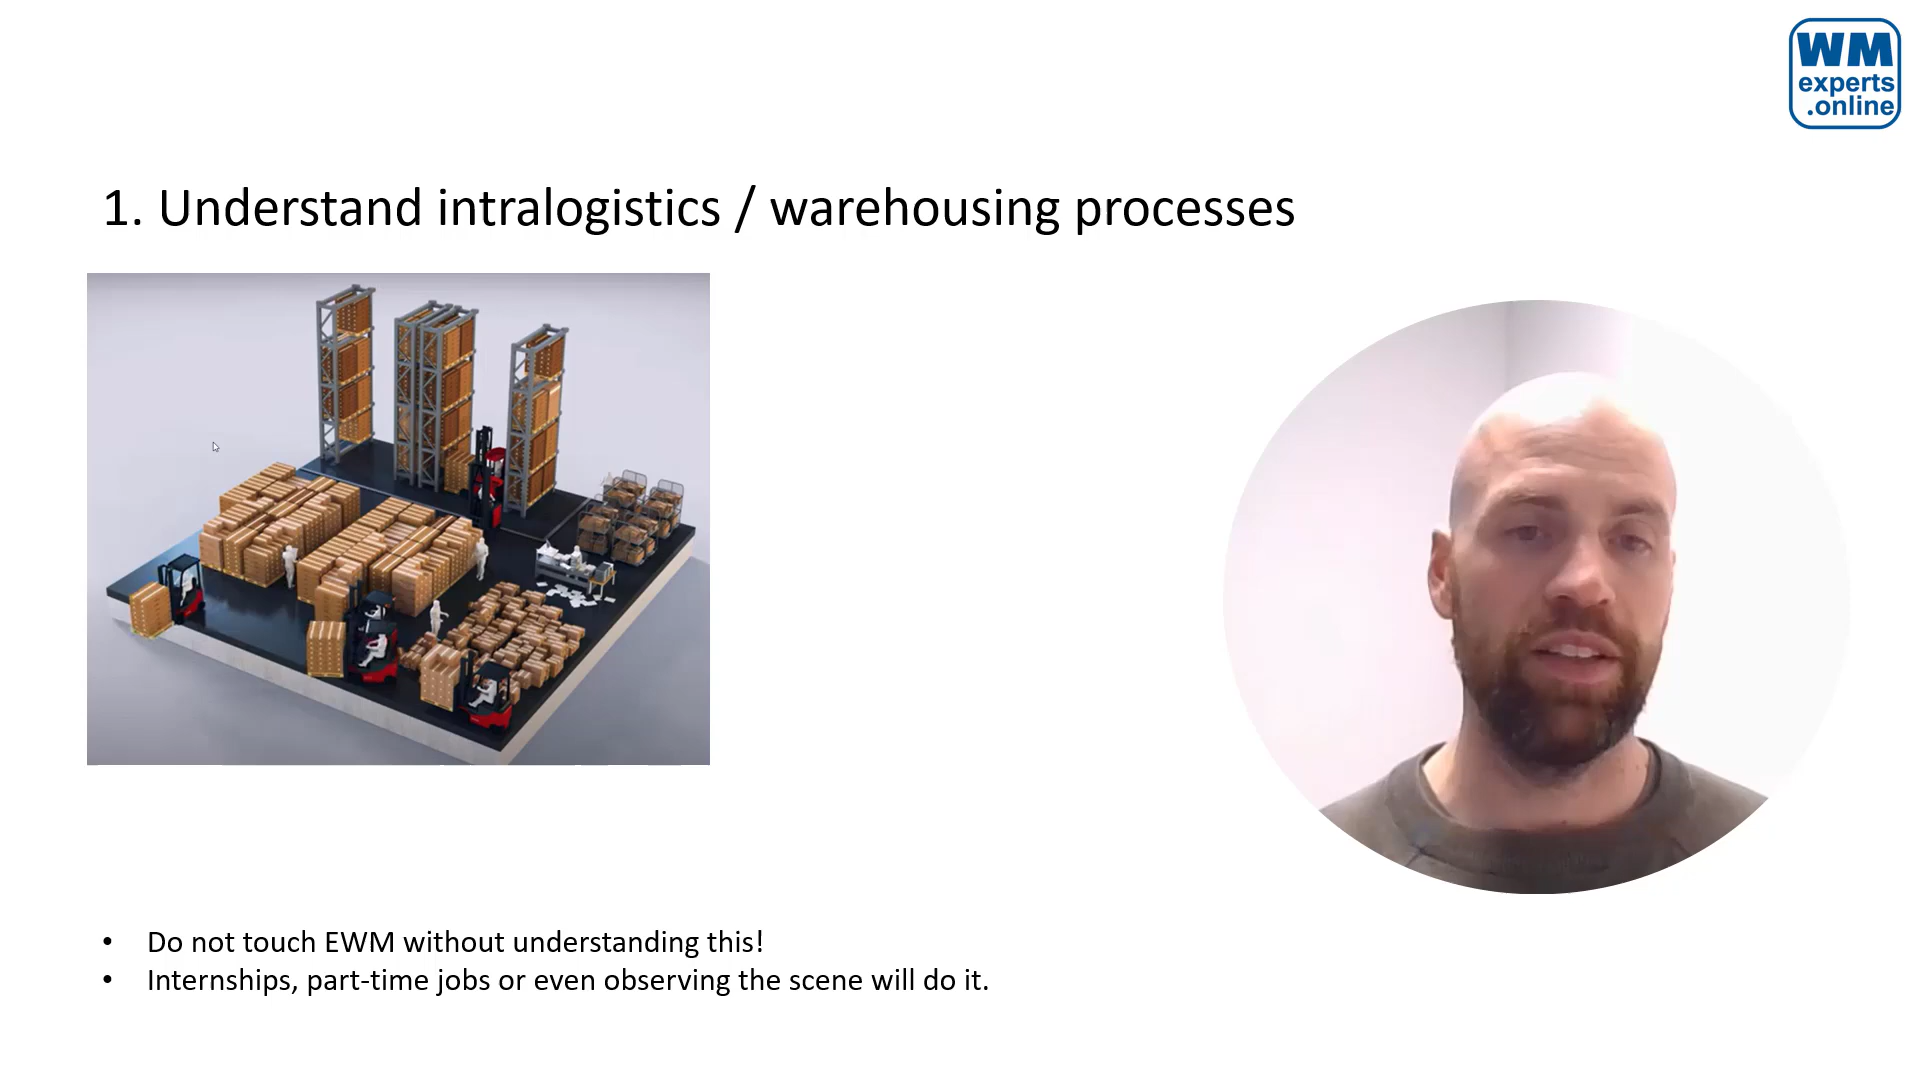 WM
experts
.online
1. Understand intralogistics / warehousing processes
• Do not touch EWM without understanding this!
• Internships, part-time jobs or even observing the scene will do it.